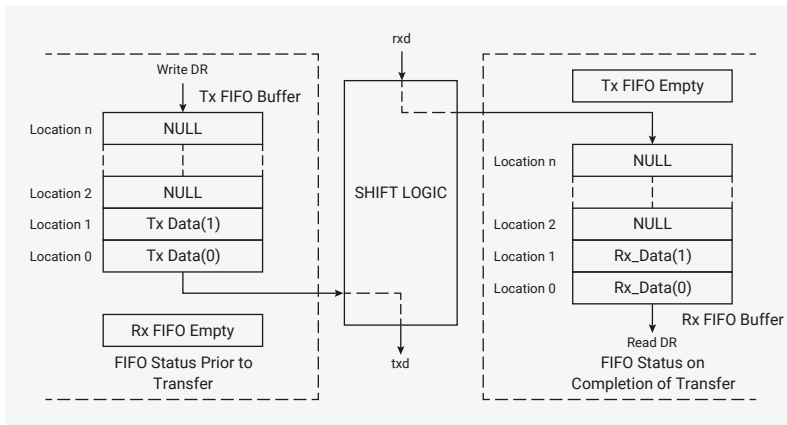 Write DR
Tx FIFO Buffer
Location n
NULL
Location 2
NULL
Location 1
Tx Data(1)
Location 0
Tx Data(0)
Rx FIFO Empty
FIFO Status Prior to
Transfer
rxd
SHIFT LOGIC
txd
Tx FIFO Empty
Location n
NULL
Location 2
NULL
Location 1
Rx_Data(1)
Location 0
Rx_Data(0)
Rx FIFO Buffer
Read DR
FIFO Status on
Completion of Transfer